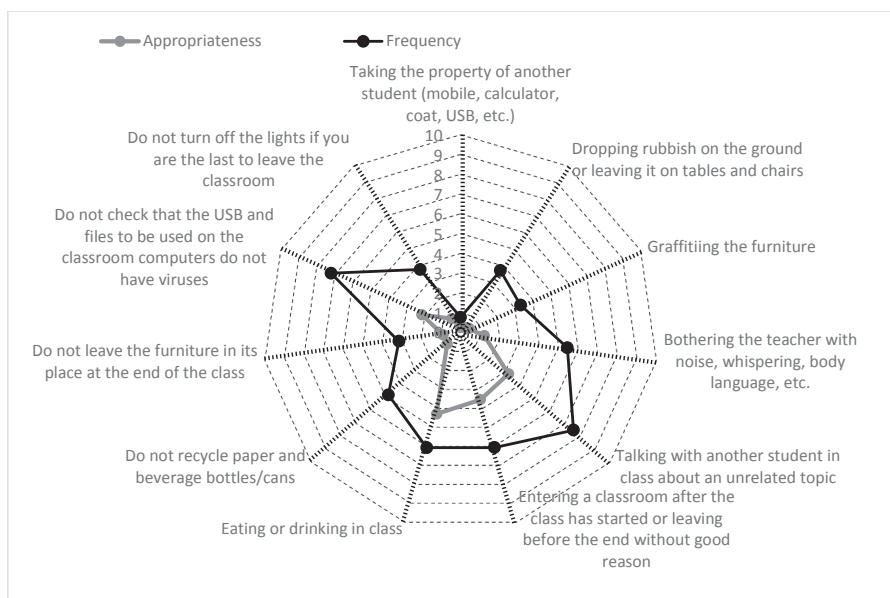 Appropriateness
Frequency
Taking the property of another
student (mobile, calculator,
coat, USB, etc.)
Do not turn off the lights if you
are the last to leave the
classroom
Dropping rubbish on the ground
or leaving it on tables and chairs
Do not check that the USB and
files to be used on the
classroom computers do not
have viruses
Graffitiing the furniture
Bothering the teacher with
noise, whispering, body
language, etc.
Do not leave the furniture in its
place at the end of the class
Talking with another student in
class about an unrelated topic
Do not recycle paper and
beverage bottles/cans
Entering a classroom after the
class has started or leaving
before the end without good
reason
Eating or drinking in class
10
9
8
7
6
5
4
3
2
1
0